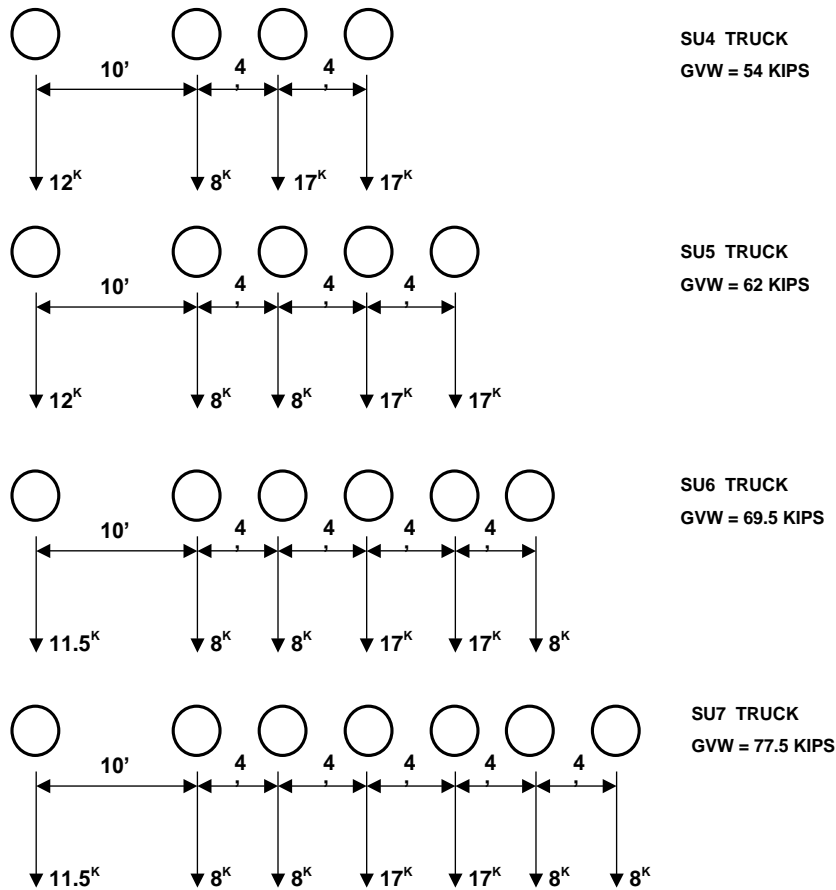 SU4 TRUCK
GVW = 54 KIPS
10’ 4’ 4’
12ᴷ 8ᴷ 17ᴷ 17ᴷ
SU5 TRUCK
GVW = 62 KIPS
10’ 4’ 4’ 4’
12ᴷ 8ᴷ 8ᴷ 17ᴷ 17ᴷ
SU6 TRUCK
GVW = 69.5 KIPS
10’ 4’ 4’ 4’ 4’
11.5ᴷ 8ᴷ 8ᴷ 17ᴷ 17ᴷ 8ᴷ
SU7 TRUCK
GVW = 77.5 KIPS
10’ 4’ 4’ 4’ 4’ 4’
11.5ᴷ 8ᴷ 8ᴷ 17ᴷ 17ᴷ 8ᴷ 8ᴷ